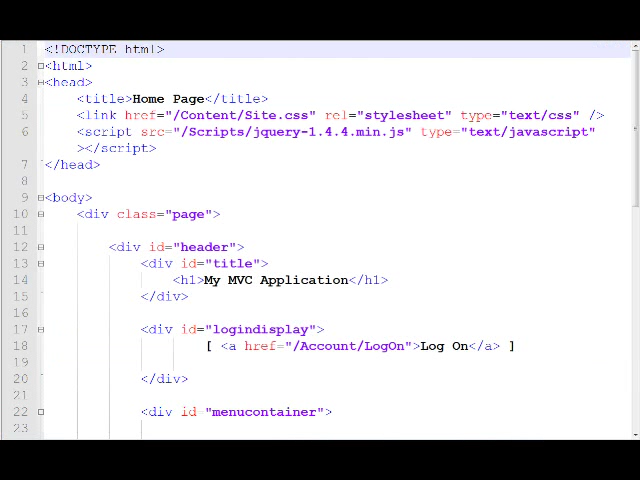 1 <!DOCTYPE html>
2 <html>
3 <head>
4 <title>Home Page</title>
5 <link href="/Content/Site.css" rel="stylesheet" type="text/css" />
6 <script src="/Scripts/jquery-1.4.4.min.js" type="text/javascript"
></script>
7 </head>
8
9 <body>
10 <div class="page">
11
12 <div id="header">
13 <div id="title">
14 <h1>My MVC Application</h1>
15 </div>
16
17 <div id="logindisplay">
18 [ <a href="/Account/LogOn">Log On</a> ]
19
20 </div>
21
22 <div id="menucontainer">
23